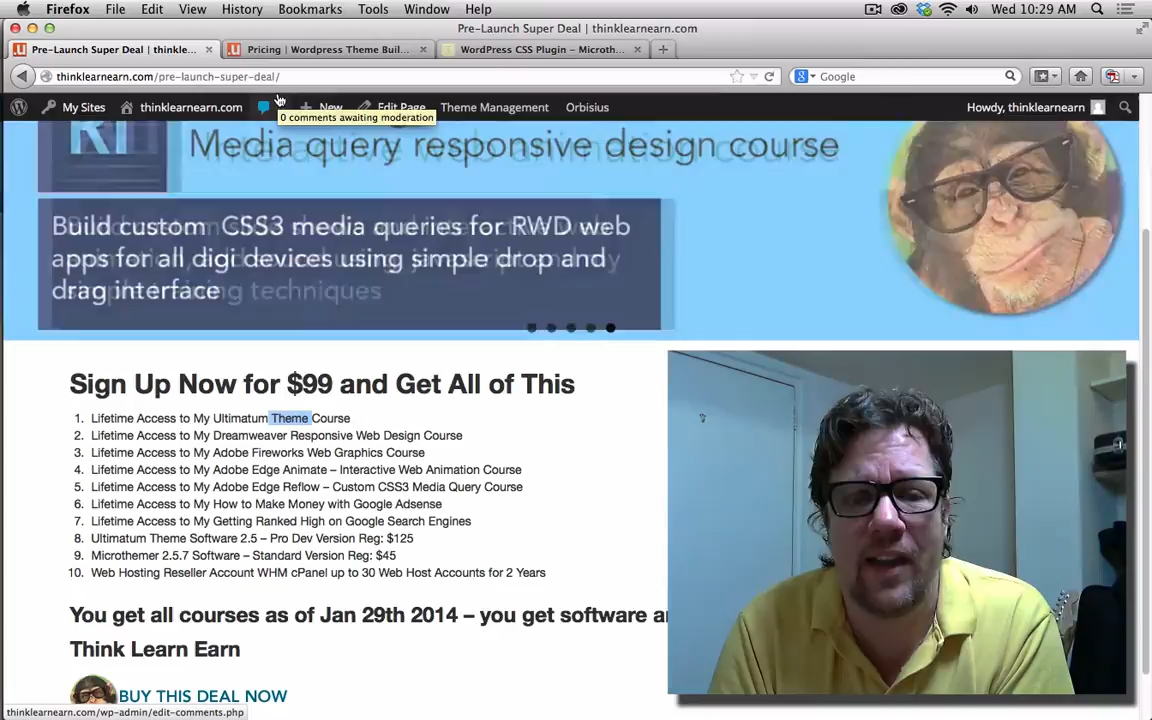 Firefox File Edit View History Bookmarks Tools Window Help Wed 10:29 AM
Pre-Launch Super Deal | thinklearnearn.com
Pre-Launch Super Deal | thinkle... Pricing | Wordpress Theme Buil... WordPress CSS Plugin – Microth...
thinklearnearn.com/pre-launch-super-deal/ Google
My Sites thinklearnearn.com New Edit Page Theme Management Orbisius Howdy, thinklearnearn
0 comments awaiting moderation
Media query responsive design course
Build custom CSS3 media queries for RWD web
apps for all digi devices using simple drop and
drag interface
training techniques
Sign Up Now for $99 and Get All of This
1. Lifetime Access to My Ultimatum Theme Course
2. Lifetime Access to My Dreamweaver Responsive Web Design Course
3. Lifetime Access to My Adobe Fireworks Web Graphics Course
4. Lifetime Access to My Adobe Edge Animate – Interactive Web Animation Course
5. Lifetime Access to My Adobe Edge Reflow – Custom CSS3 Media Query Course
6. Lifetime Access to My How to Make Money with Google Adsense
7. Lifetime Access to My Getting Ranked High on Google Search Engines
8. Ultimatum Theme Software 2.5 – Pro Dev Version Reg: $125
9. Microthemer 2.5.7 Software – Standard Version Reg: $45
10. Web Hosting Reseller Account WHM cPanel up to 30 Web Host Accounts for 2 Years
You get all courses as of Jan 29th 2014 – you get software a
Think Learn Earn
BUY THIS DEAL NOW
thinklearnearn.com/wp-admin/edit-comments.php